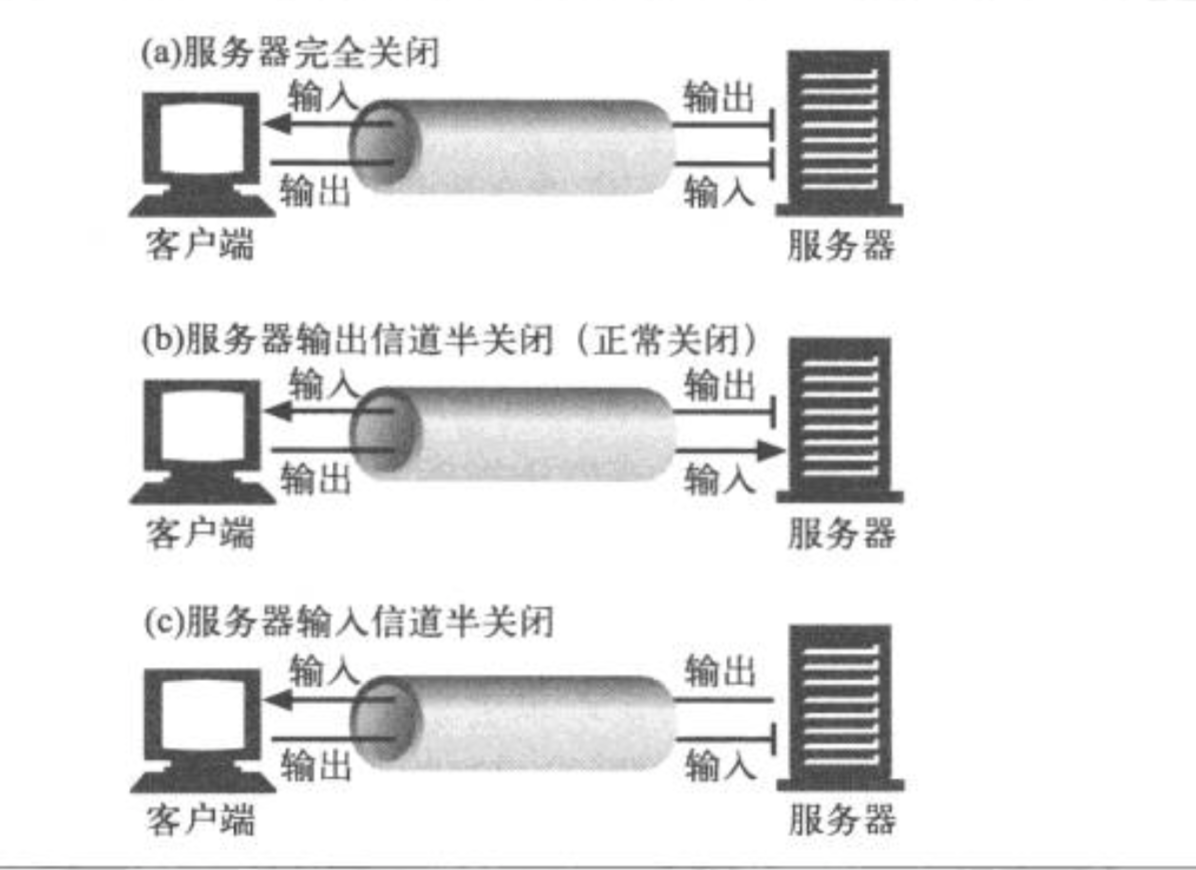 (a)服务器完全关闭
输入
输出
输出
输入
客户端
服务器
(b)服务器输出信道半关闭（正常关闭）
输入
输出
输出
输入
客户端
服务器
(c)服务器输入信道半关闭
输入
输出
输出
输入
客户端
服务器